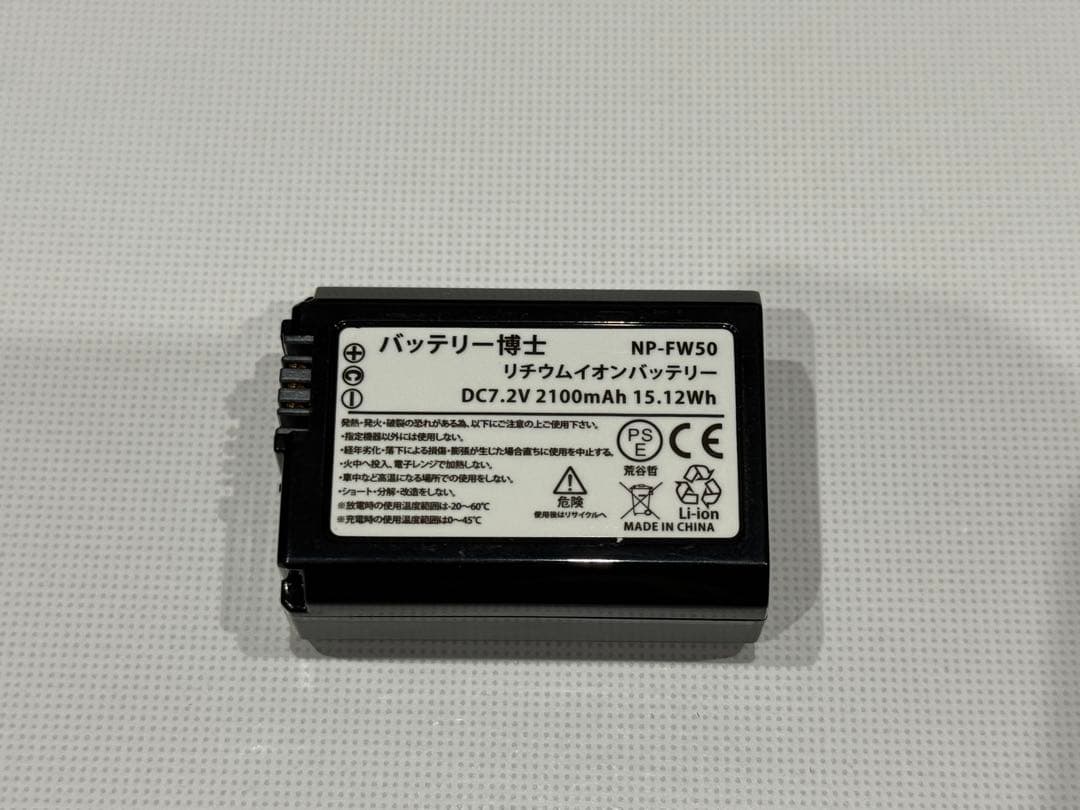 バッテリー博士
NP-FW50
リチウムイオンバッテリー
DC7.2V 2100mAh 15.12Wh
+
C
-
発熱・発火・破裂の恐れがある為、以下にご注意の上ご使用下さい。
・指定機器以外には使用しない。
・経年劣化・落下による損傷・膨張が生じた場合直ちに使用を中止する。
・火中へ投入、電子レンジで加熱しない。
・車中など高温になる場所での使用をしない。
・ショート・分解・改造をしない。
※放電時の使用温度範囲は-20～60℃
※充電時の使用温度範囲は0～45℃
PS
E
CE
荒谷哲
危険
使用後はリサイクルへ
Li-ion
MADE IN CHINA